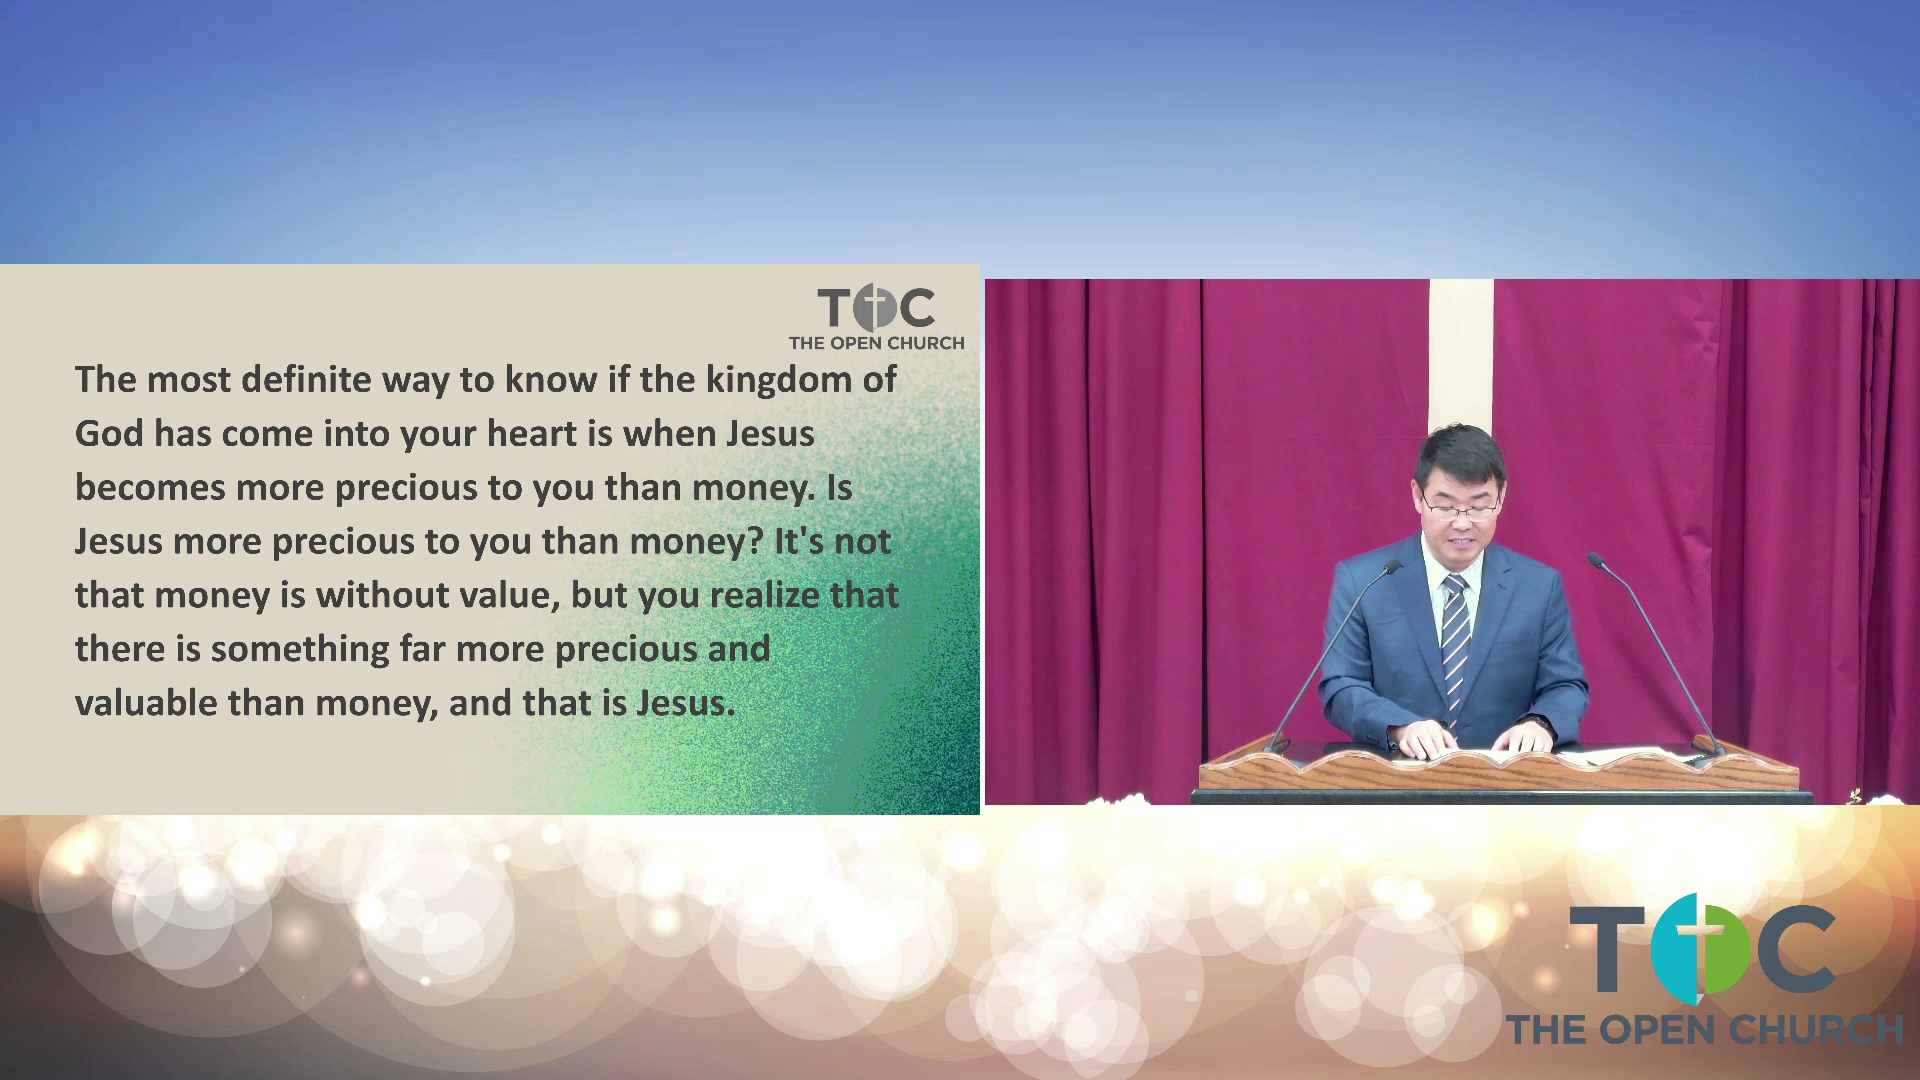 TOC
THE OPEN CHURCH
The most definite way to know if the kingdom of
God has come into your heart is when Jesus
becomes more precious to you than money. Is
Jesus more precious to you than money? It's not
that money is without value, but you realize that
there is something far more precious and
valuable than money, and that is Jesus.
TOC
THE OPEN CHURCH